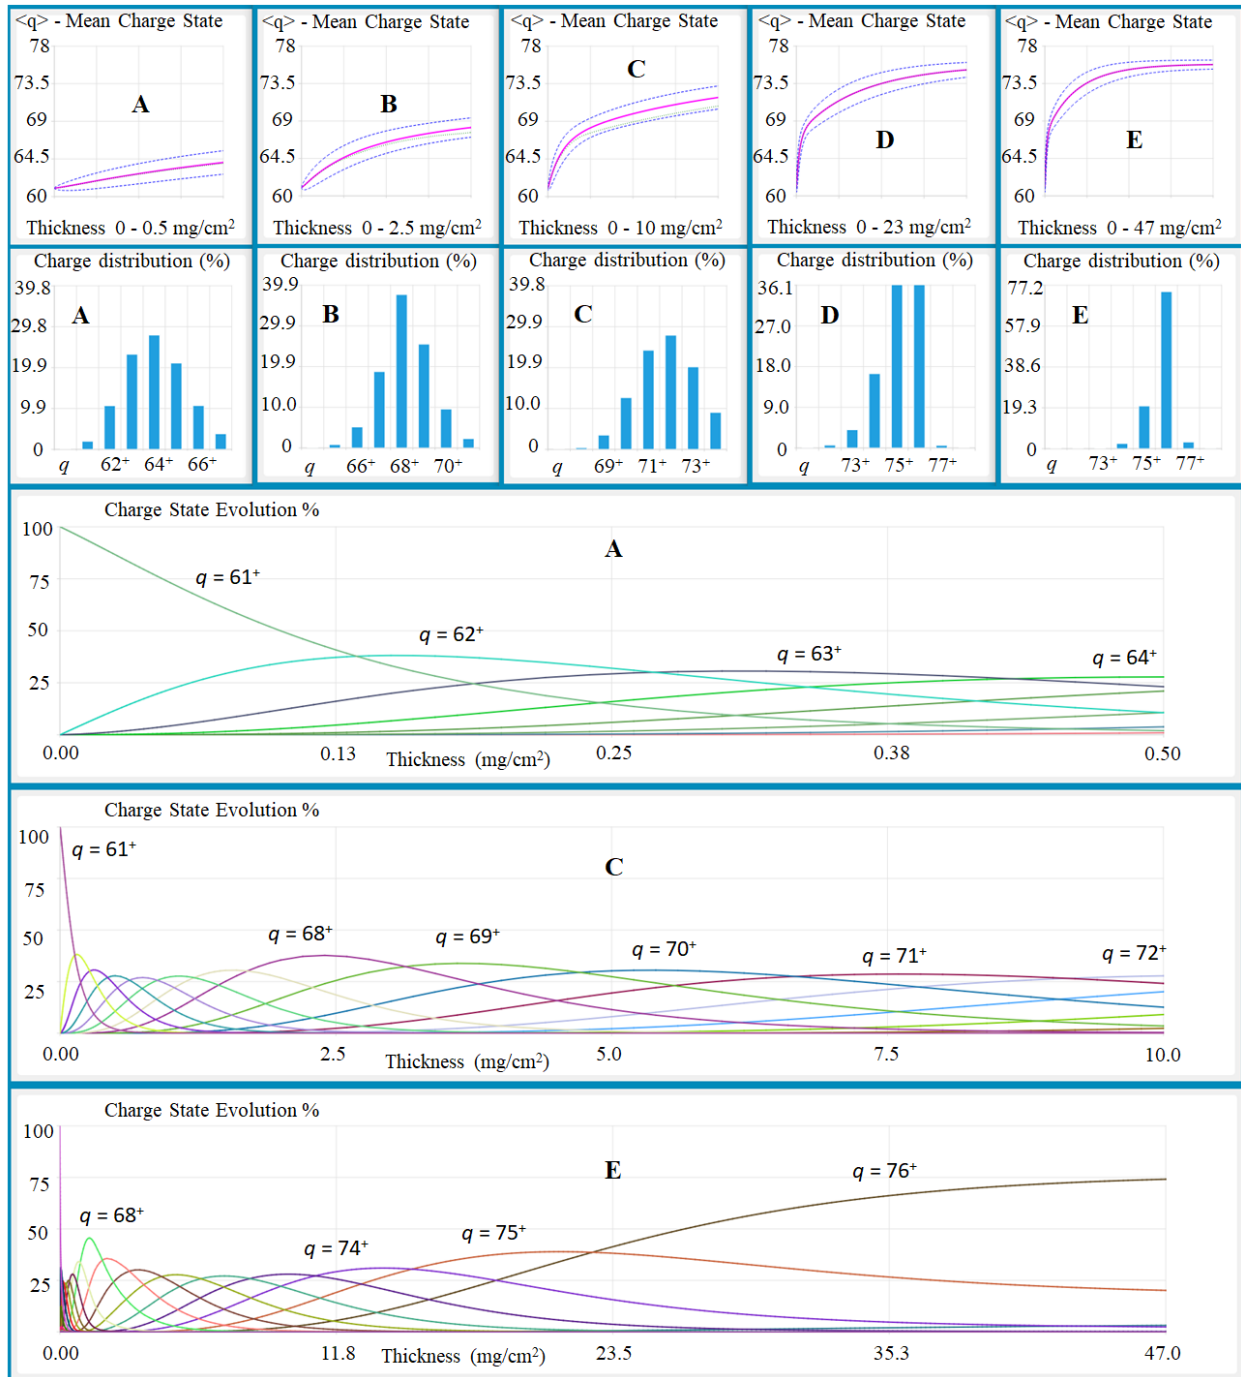 <q> - Mean Charge State
78
73.5
69
64.5
60
A
Thickness 0 - 0.5 mg/cm²
<q> - Mean Charge State
78
73.5
69
64.5
60
B
Thickness 0 - 2.5 mg/cm²
<q> - Mean Charge State
78
73.5
69
64.5
60
C
Thickness 0 - 10 mg/cm²
<q> - Mean Charge State
78
73.5
69
64.5
60
D
Thickness 0 - 23 mg/cm²
<q> - Mean Charge State
78
73.5
69
64.5
60
E
Thickness 0 - 47 mg/cm²
Charge distribution (%)
39.8
29.8
19.9
9.9
0
A
q 62⁺ 64⁺ 66⁺
Charge distribution (%)
39.9
29.9
19.9
10.0
0
B
q 66⁺ 68⁺ 70⁺
Charge distribution (%)
39.9
29.9
19.9
10.0
0
C
q 69⁺ 71⁺ 73⁺
Charge distribution (%)
36.1
27.0
18.0
9.0
0
D
q 73⁺ 75⁺ 77⁺
Charge distribution (%)
77.2
57.9
38.6
19.3
0
E
q 73⁺ 75⁺ 77⁺
Charge State Evolution %
100
75
50
25
A
q = 61⁺
q = 62⁺
q = 63⁺
q = 64⁺
0.00 0.13 0.25 0.38 0.50
Thickness (mg/cm²)
Charge State Evolution %
100
75
50
25
C
q = 61⁺
q = 68⁺
q = 69⁺
q = 70⁺
q = 71⁺
q = 72⁺
0.00 2.5 5.0 7.5 10.0
Thickness (mg/cm²)
Charge State Evolution %
100
75
50
25
E
q = 68⁺
q = 74⁺
q = 75⁺
q = 76⁺
0.00 11.8 23.5 35.3 47.0
Thickness (mg/cm²)